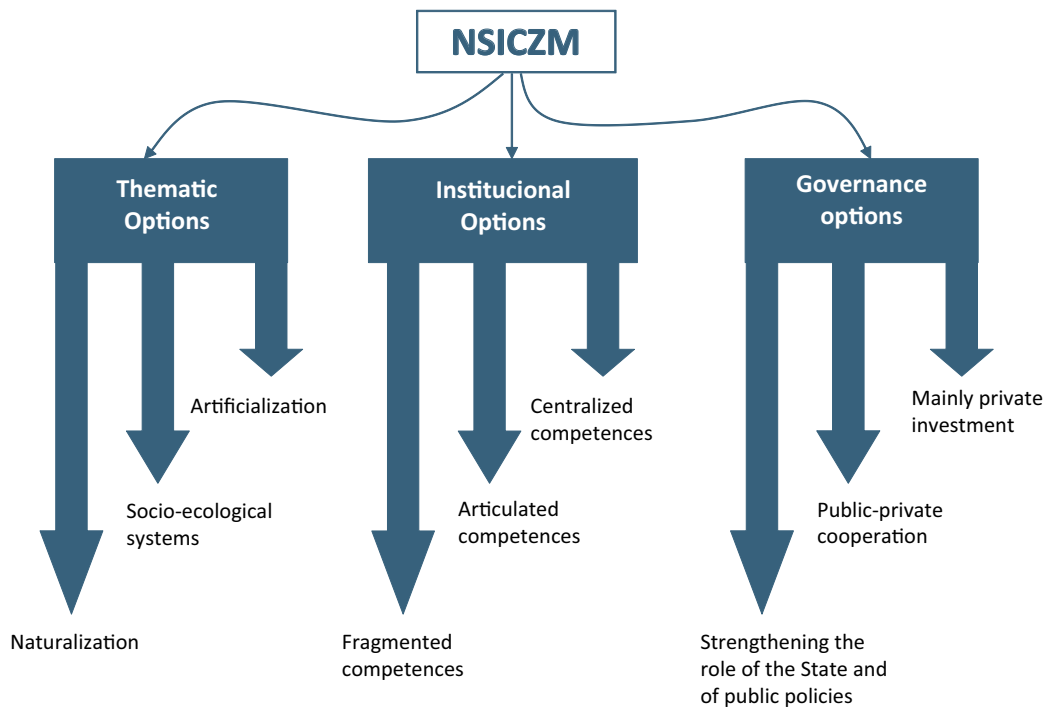 NSICZM
Thematic
Options
Institucional
Options
Governance
options
Artificialization
Socio-ecological
systems
Naturalization
Centralized
competences
Articulated
competences
Fragmented
competences
Mainly private
investment
Public-private
cooperation
Strengthening the
role of the State and
of public policies